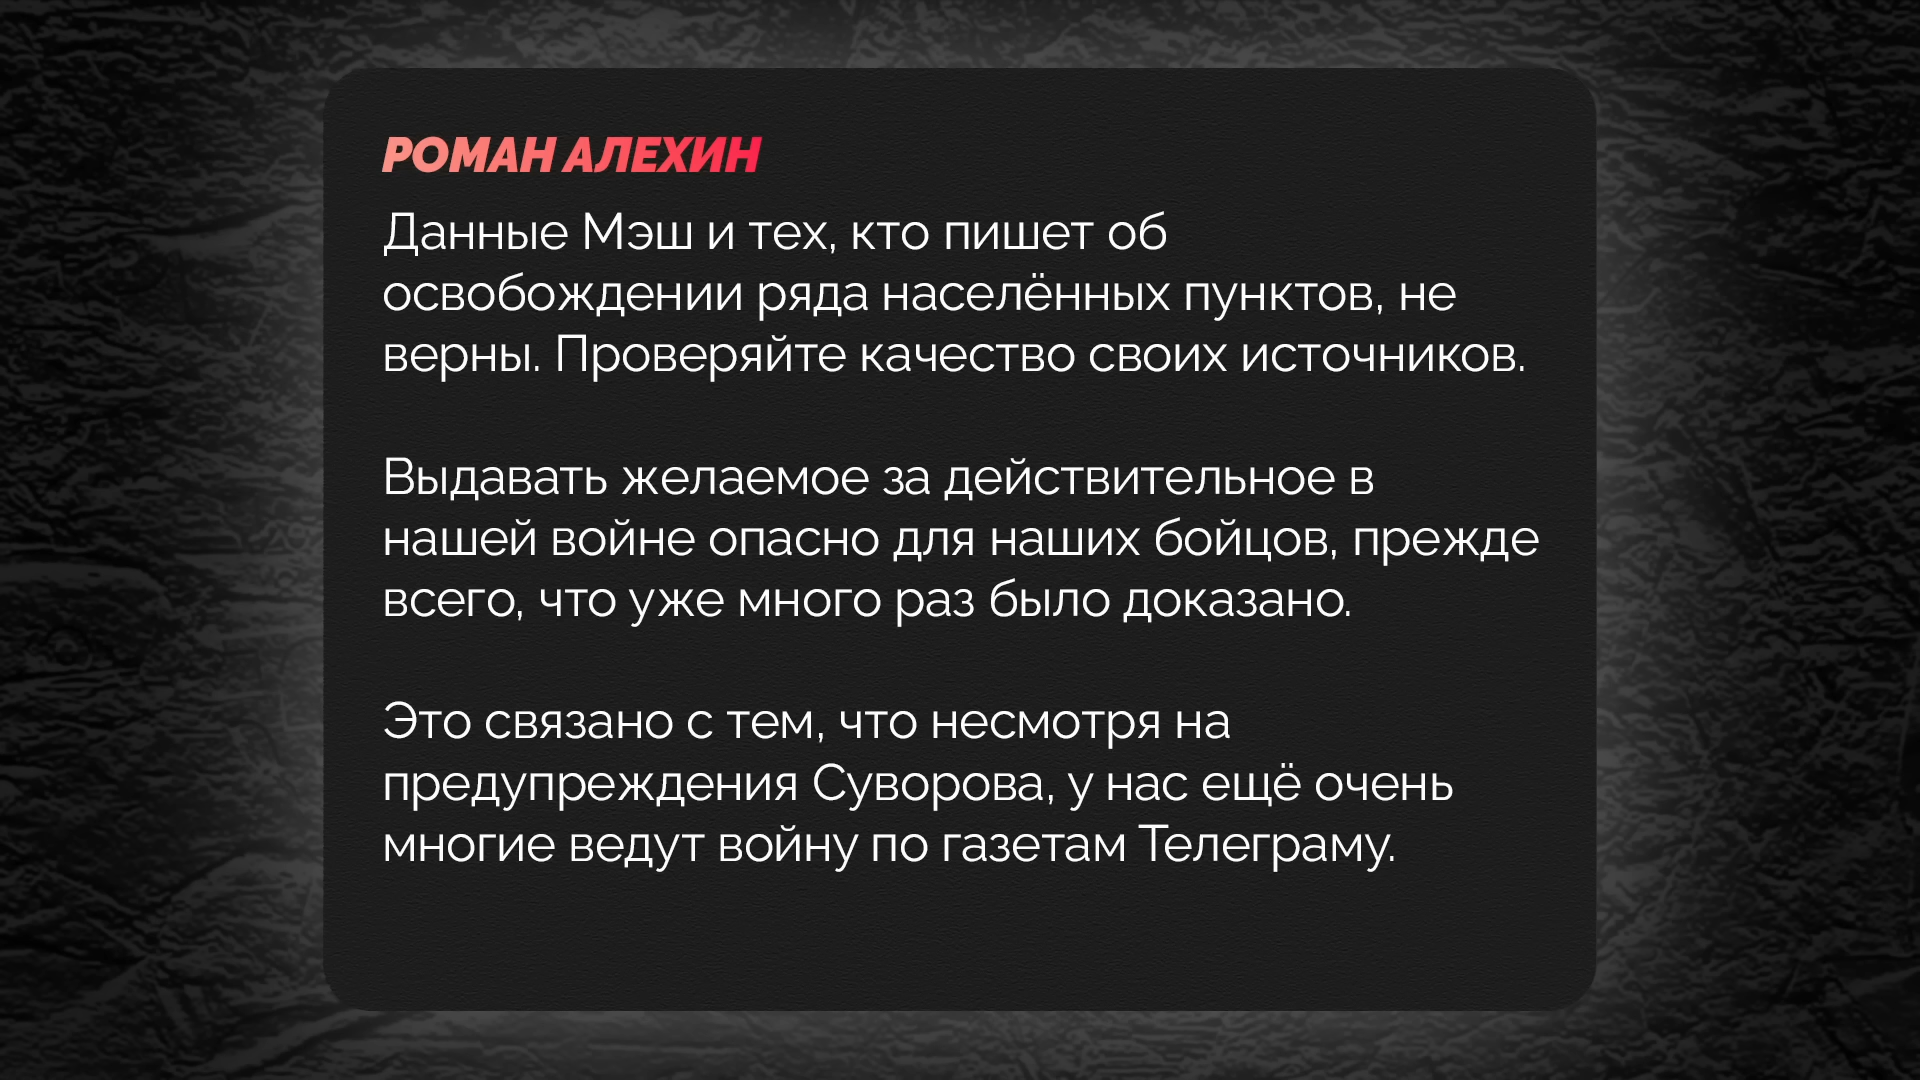 РОМАН АЛЕХИН
Данные Мэш и тех, кто пишет об
освобождении ряда населённых пунктов, не
верны. Проверяйте качество своих источников.
Выдавать желаемое за действительное в
нашей войне опасно для наших бойцов, прежде
всего, что уже много раз было доказано.
Это связано с тем, что несмотря на
предупреждения Суворова, у нас ещё очень
многие ведут войну по газетам Телеграму.